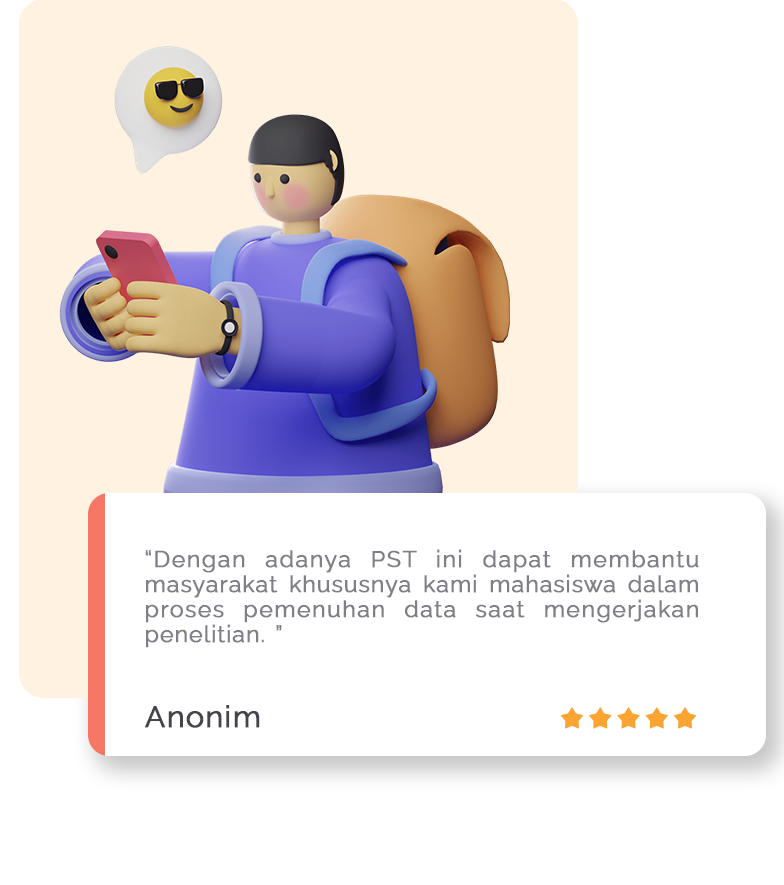 “Dengan adanya PST ini dapat membantu
masyarakat khususnya kami mahasiswa dalam
proses pemenuhan data saat mengerjakan
penelitian. ”
Anonim